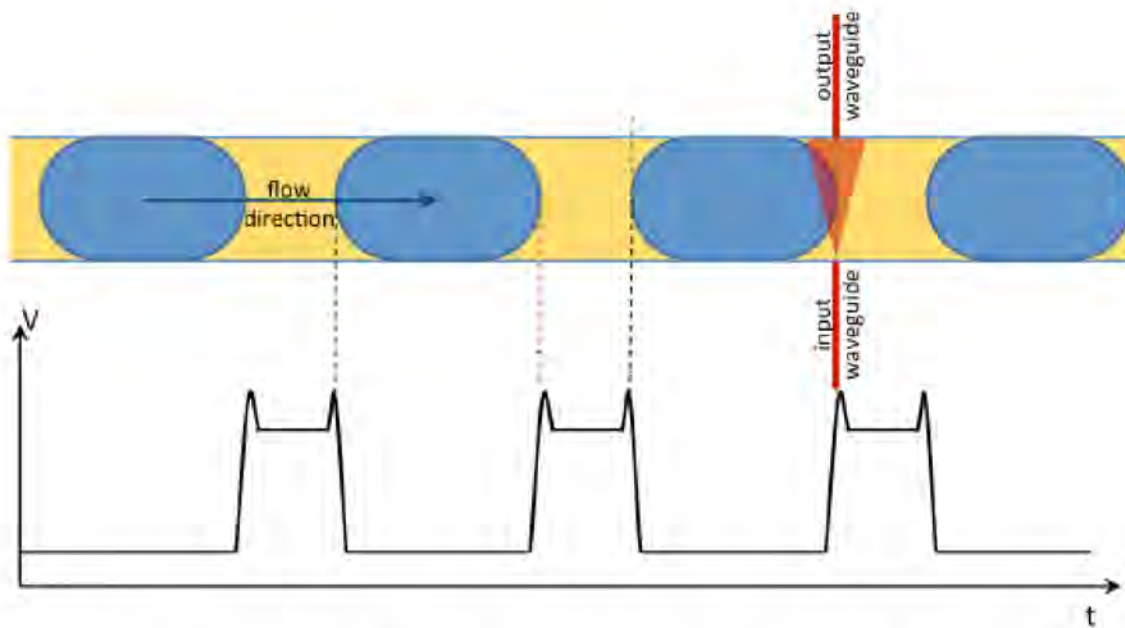 output
waveguide
flow
direction
input
waveguide
V
t